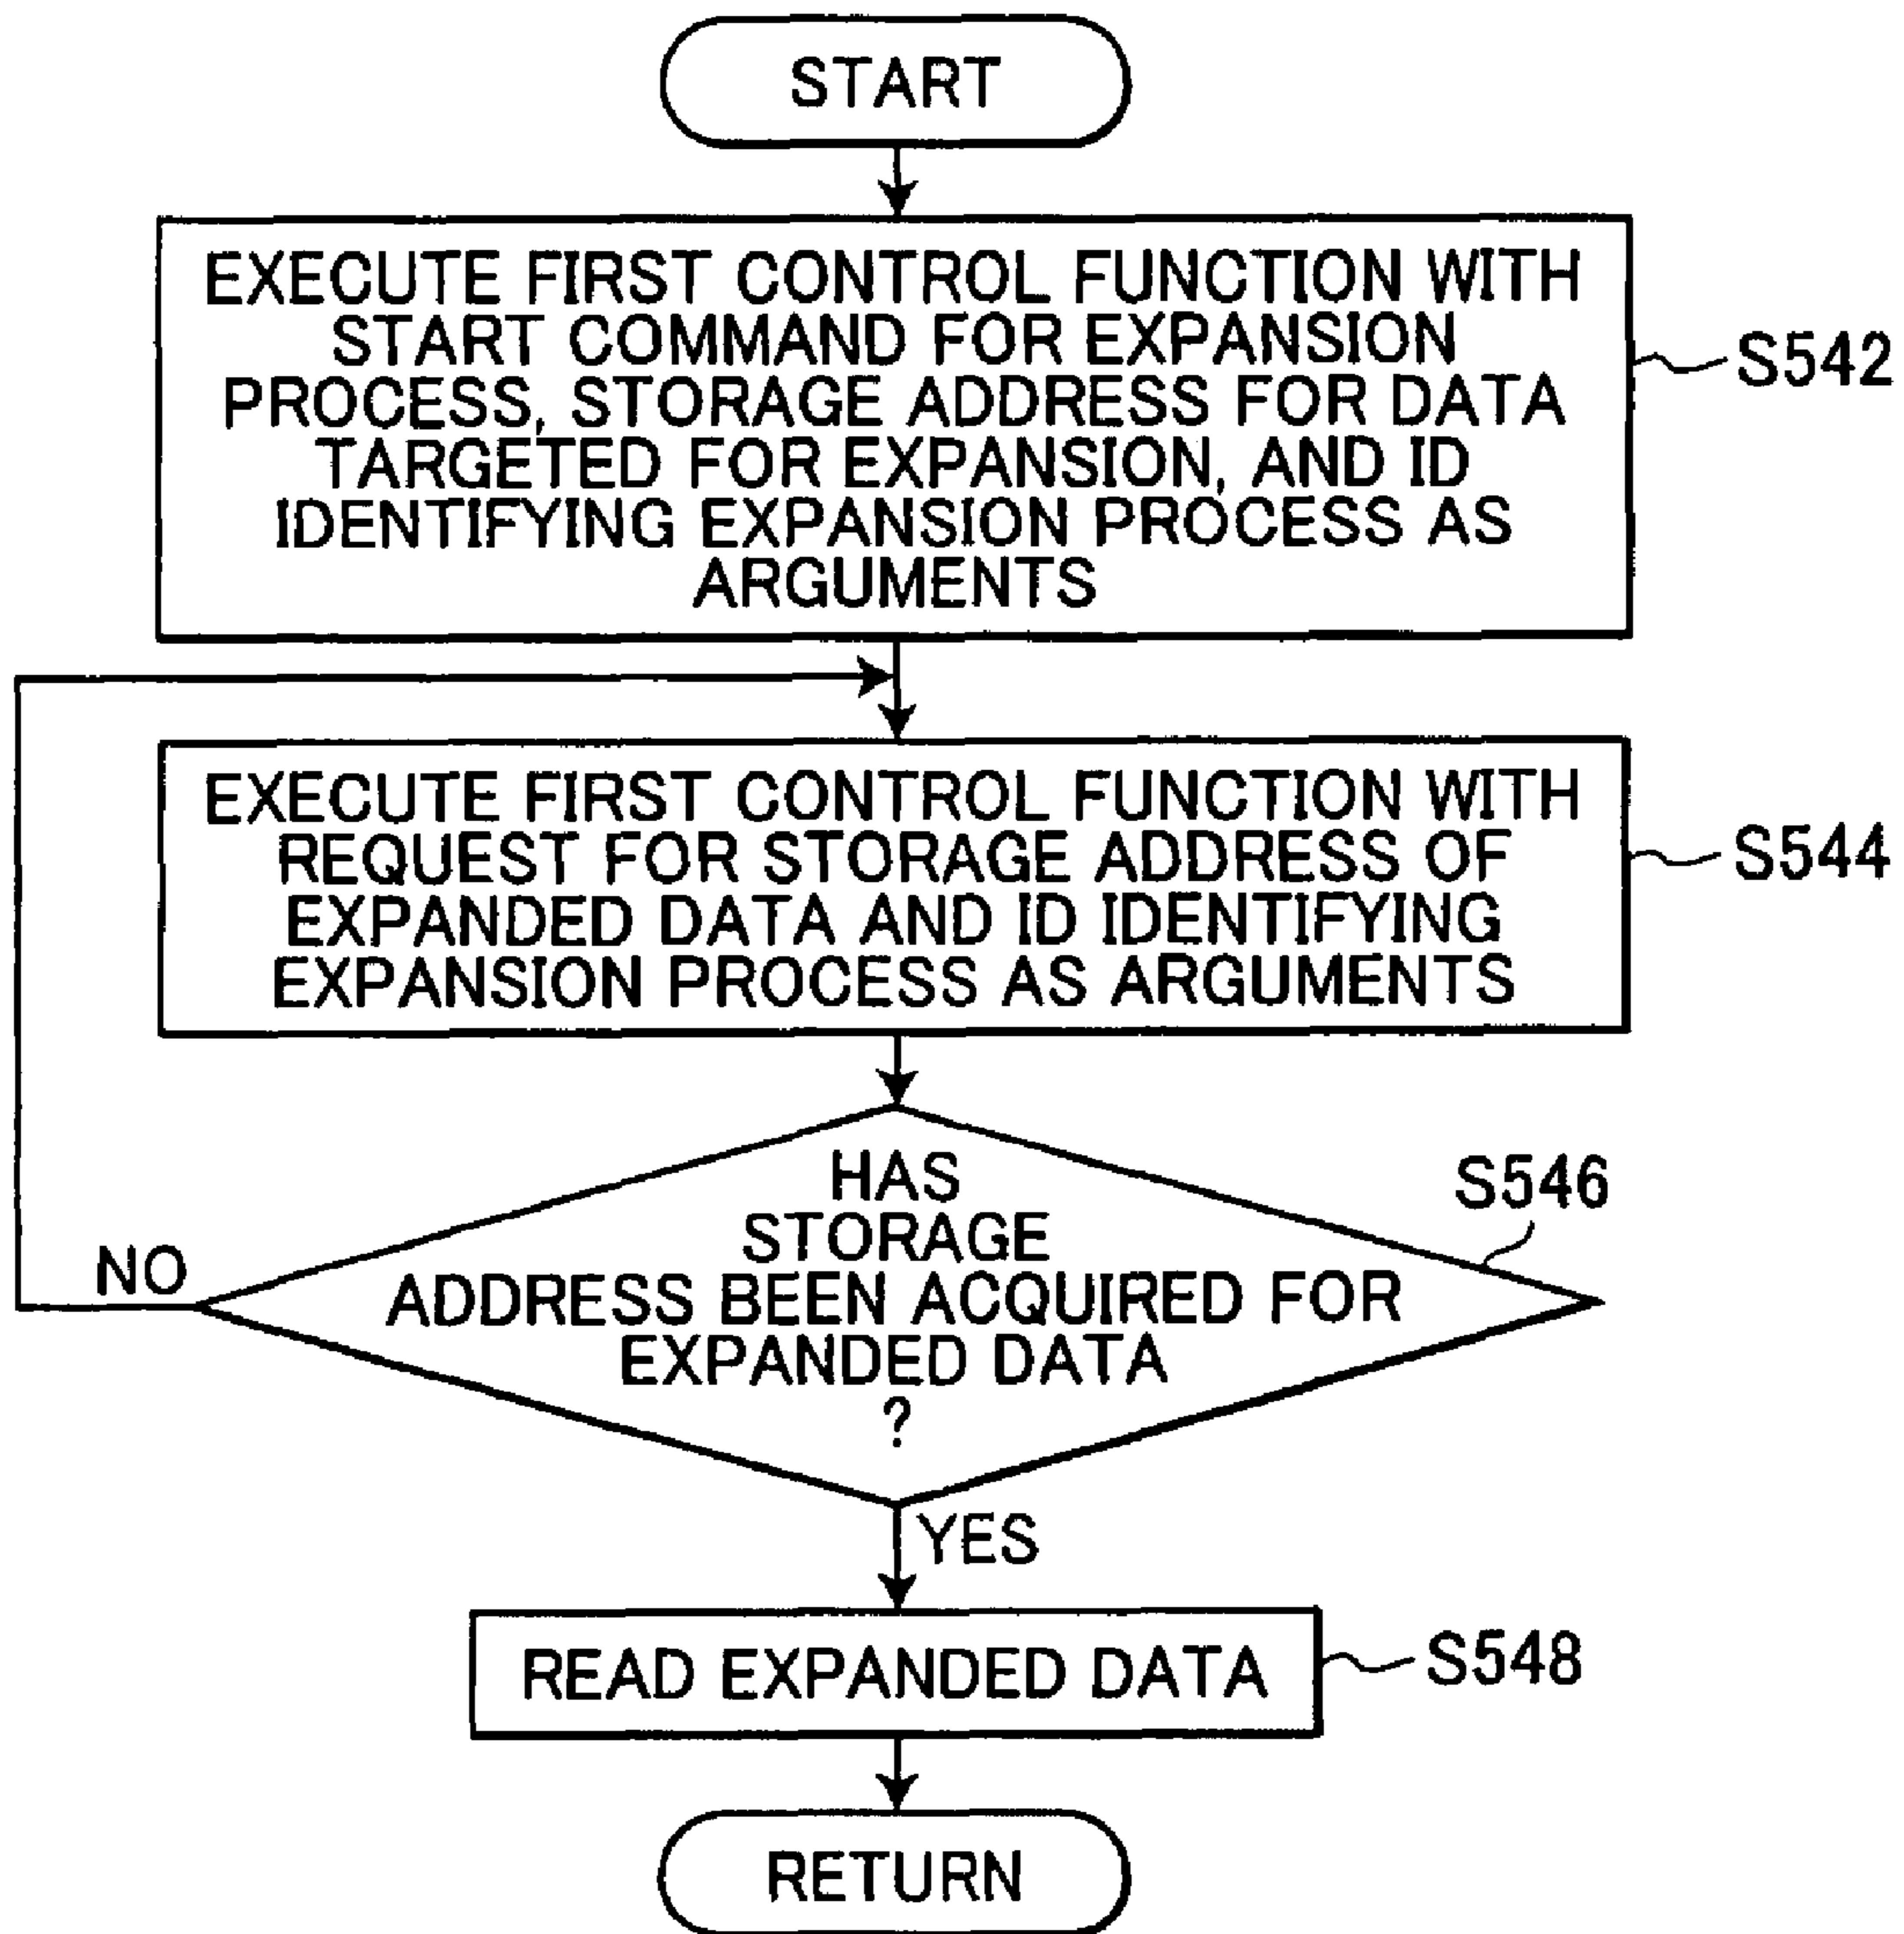 START
EXECUTE FIRST CONTROL FUNCTION WITH
START COMMAND FOR EXPANSION
PROCESS, STORAGE ADDRESS FOR DATA
TARGETED FOR EXPANSION, AND ID
IDENTIFYING EXPANSION PROCESS AS
ARGUMENTS
S542
EXECUTE FIRST CONTROL FUNCTION WITH
REQUEST FOR STORAGE ADDRESS OF
EXPANDED DATA AND ID IDENTIFYING
EXPANSION PROCESS AS ARGUMENTS
S544
HAS
STORAGE
ADDRESS BEEN ACQUIRED FOR
EXPANDED DATA
?
S546
NO
YES
READ EXPANDED DATA
S548
RETURN